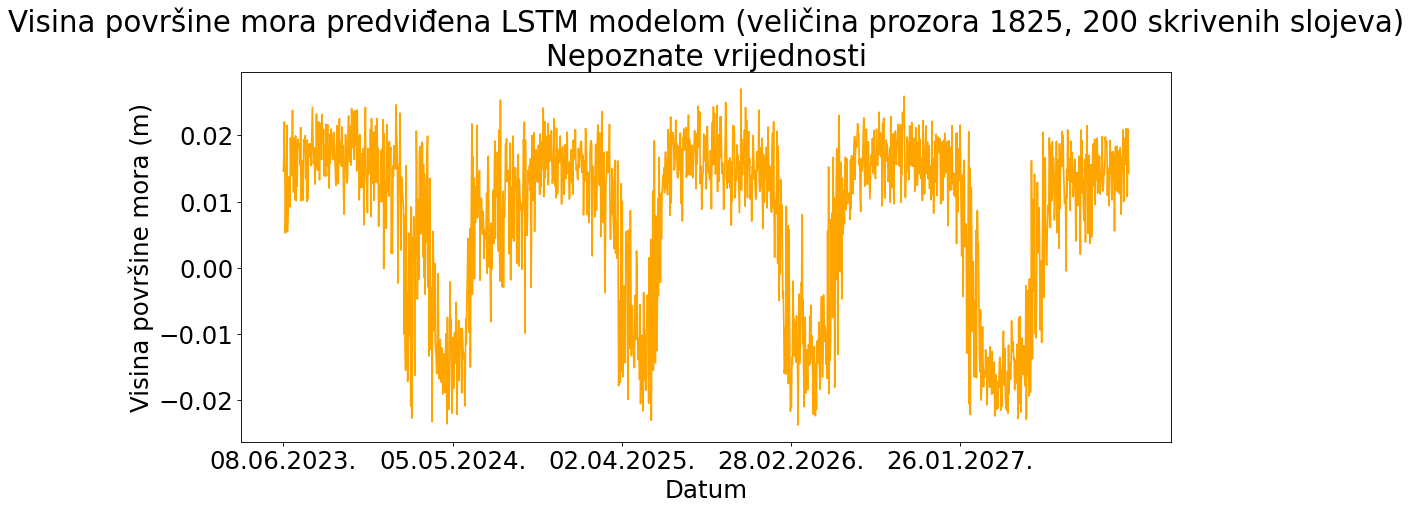 Visina površine mora predviđena LSTM modelom (veličina prozora 1825, 200 skrivenih slojeva)
Nepoznate vrijednosti
Visina površine mora (m)
0.02
0.01
0.00
−0.01
−0.02
08.06.2023. 05.05.2024. 02.04.2025. 28.02.2026. 26.01.2027.
Datum